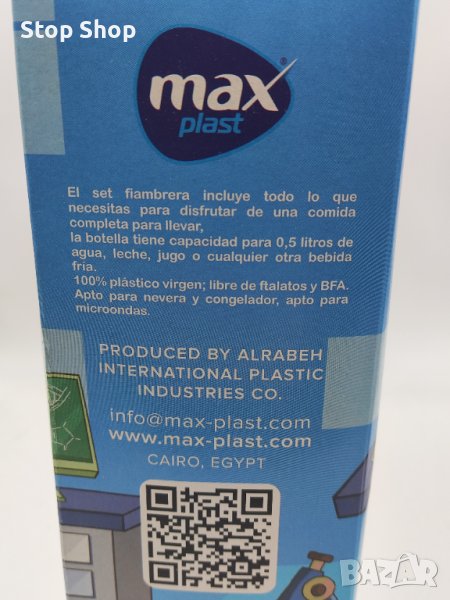 Stop Shop
max®
plast
El set fiambrera incluye todo lo que
necesitas para disfrutar de una comida
completa para llevar,
la botella tiene capacidad para 0,5 litros de
agua, leche, jugo o cualquier otra bebida
fria.
100% plástico virgen; libre de ftalatos y BFA.
Apto para nevera y congelador, apto para
microondas.
PRODUCED BY ALRABEH
INTERNATIONAL PLASTIC
INDUSTRIES CO.
info@max-plast.com
www.max-plast.com
CAIRO, EGYPT
BAZAR